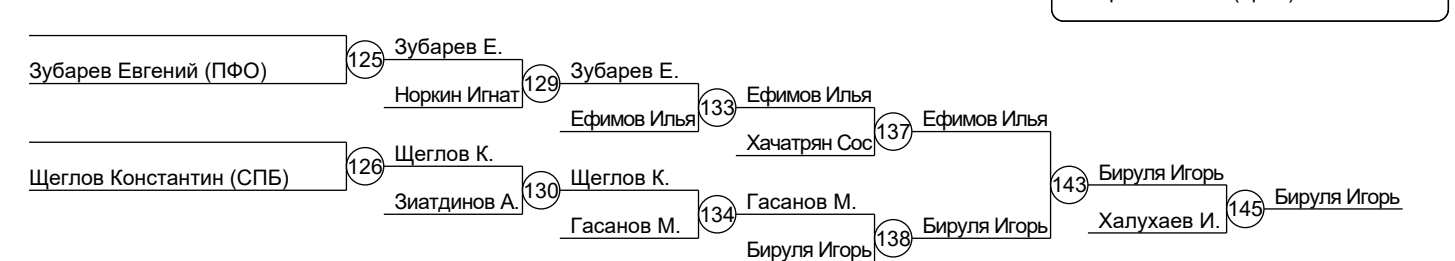 Зубарев Евгений (ПФО)
125
Зубарев Е.
Норкин Игнат
129
Зубарев Е.
Ефимов Илья
133
Ефимов Илья
Хачатрян Сос
137
Ефимов Илья
Щеглов Константин (СПБ)
126
Щеглов К.
Зиатдинов А.
130
Щеглов К.
Гасанов М.
134
Гасанов М.
Бируля Игорь
138
Бируля Игорь
143
Бируля Игорь
Халухаев И.
145
Бируля Игорь